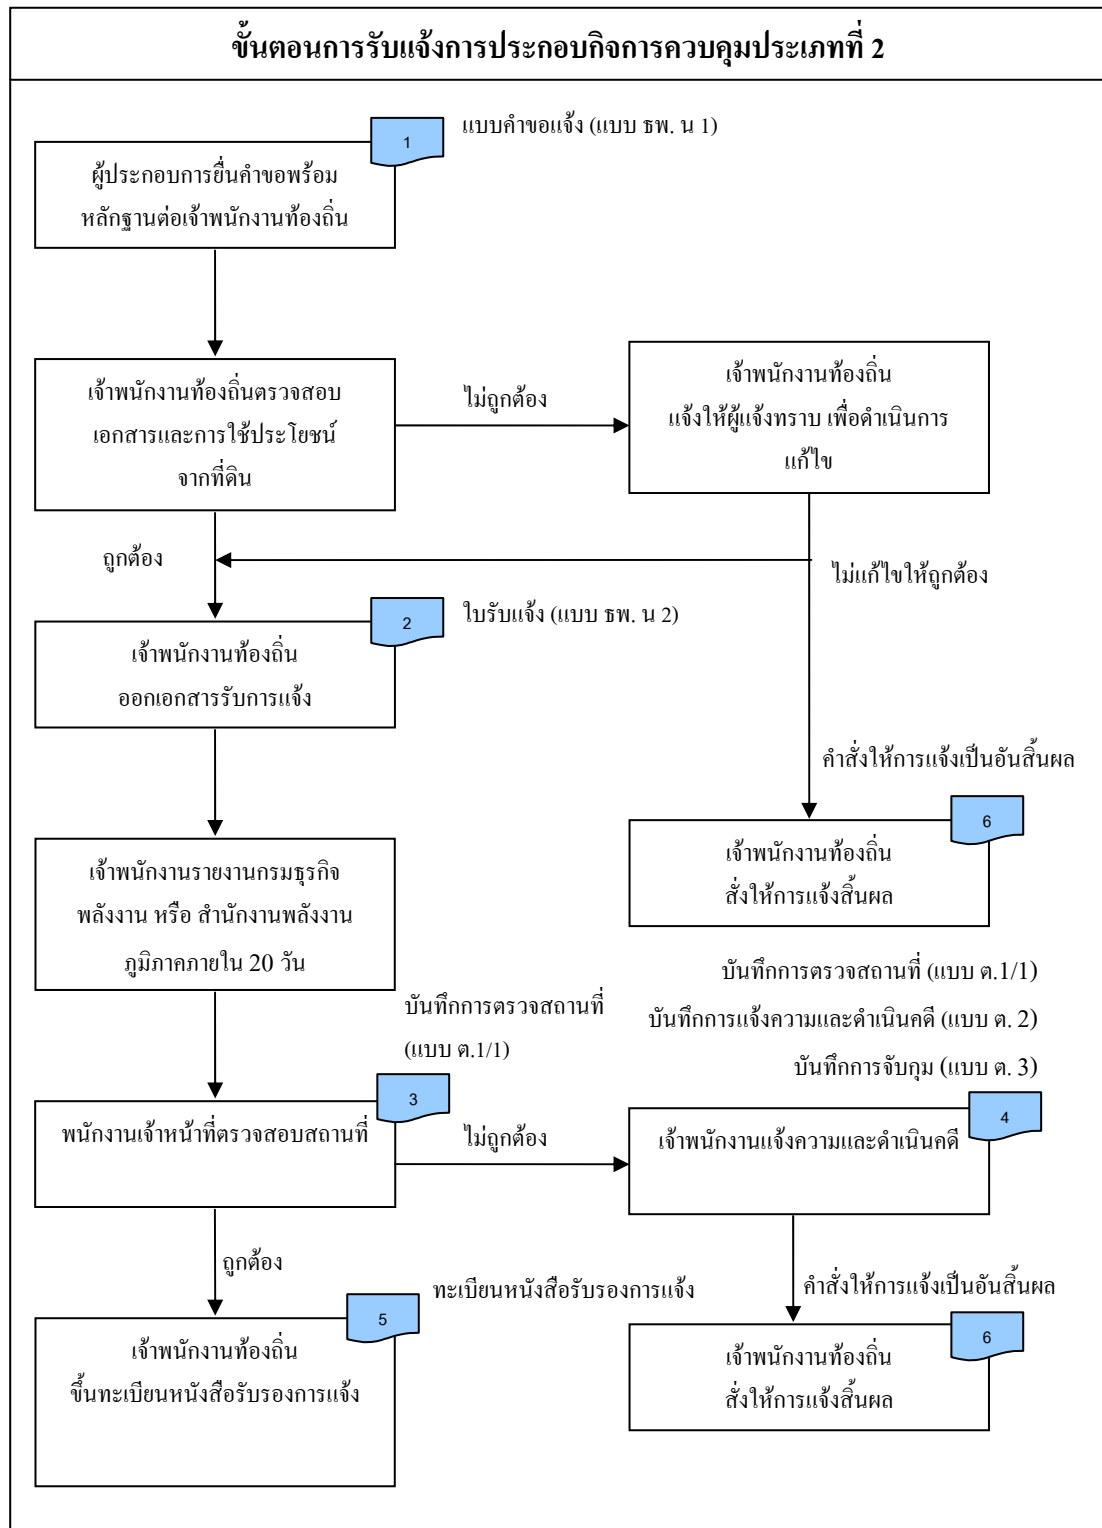 ขั้นตอนการรับแจ้งการประกอบกิจการควบคุมประเภทที่ 2
1
แบบคำขอแจ้ง (แบบ ธพ. น 1)
ผู้ประกอบการยื่นคำขอพร้อม
หลักฐานต่อเจ้าพนักงานท้องถิ่น
เจ้าพนักงานท้องถิ่นตรวจสอบ
เอกสารและการใช้ประโยชน์
จากที่ดิน
ไม่ถูกต้อง
เจ้าพนักงานท้องถิ่น
แจ้งให้ผู้แจ้งทราบ เพื่อดำเนินการ
แก้ไข
ถูกต้อง
ไม่แก้ไขให้ถูกต้อง
2
ใบรับแจ้ง (แบบ ธพ. น 2)
เจ้าพนักงานท้องถิ่น
ออกเอกสารรับการแจ้ง
คำสั่งให้การแจ้งเป็นอันสิ้นผล
6
เจ้าพนักงานท้องถิ่น
สั่งให้การแจ้งสิ้นผล
เจ้าพนักงานรายงานกรมธุรกิจ
พลังงาน หรือ สำนักงานพลังงาน
ภูมิภาคภายใน 20 วัน
บันทึกการตรวจสถานที่
(แบบ ต.1/1)
บันทึกการตรวจสถานที่ (แบบ ต.1/1)
บันทึกการแจ้งความและดำเนินคดี (แบบ ต. 2)
บันทึกการจับกุม (แบบ ต. 3)
3
พนักงานเจ้าหน้าที่ตรวจสอบสถานที่
ไม่ถูกต้อง
4
เจ้าพนักงานแจ้งความและดำเนินคดี
ถูกต้อง
ทะเบียนหนังสือรับรองการแจ้ง
คำสั่งให้การแจ้งเป็นอันสิ้นผล
5
เจ้าพนักงานท้องถิ่น
ขึ้นทะเบียนหนังสือรับรองการแจ้ง
6
เจ้าพนักงานท้องถิ่น
สั่งให้การแจ้งสิ้นผล